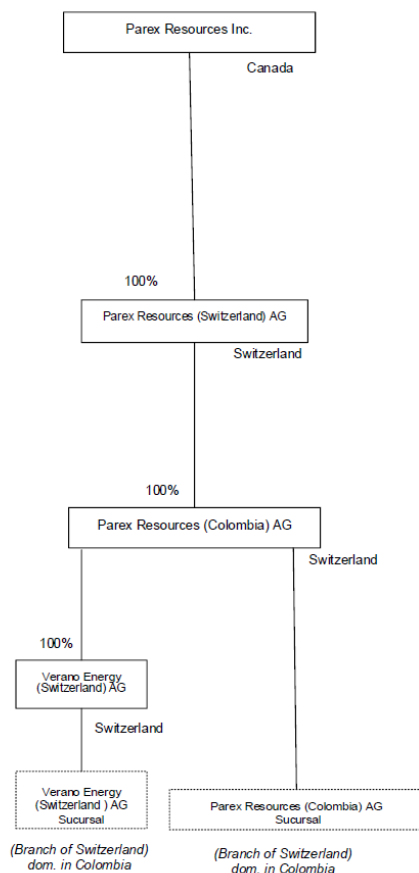 Parex Resources Inc.
Canada
100%
Parex Resources (Switzerland) AG
Switzerland
100%
Parex Resources (Colombia) AG
Switzerland
100%
Verano Energy
(Switzerland) AG
Switzerland
Verano Energy
(Switzerland ) AG
Sucursal
(Branch of Switzerland)
dom. in Colombia
Parex Resources (Colombia) AG
Sucursal
(Branch of Switzerland)
dom. in Colombia